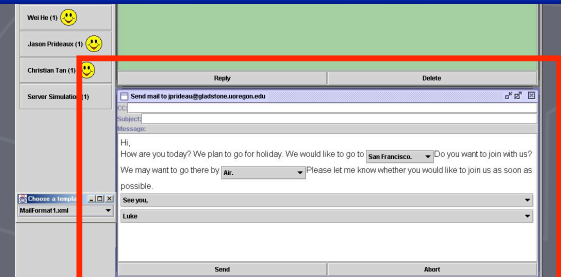 Wei He (1)
Jason Prideaux (1)
Christian Tan (1)
Server Simulation (1)
Reply Delete
Send mail to jprideau@gladstone.uoregon.edu
CC:
Subject:
Message:
Hi,
How are you today? We plan to go for holiday. We would like to go to San Francisco. Do you want to join with us?
We may want to go there by Air. Please let me know whether you would like to join us as soon as
possible.
See you,
Luke
Choose a templa
MailFormat1.xml
Send Abort